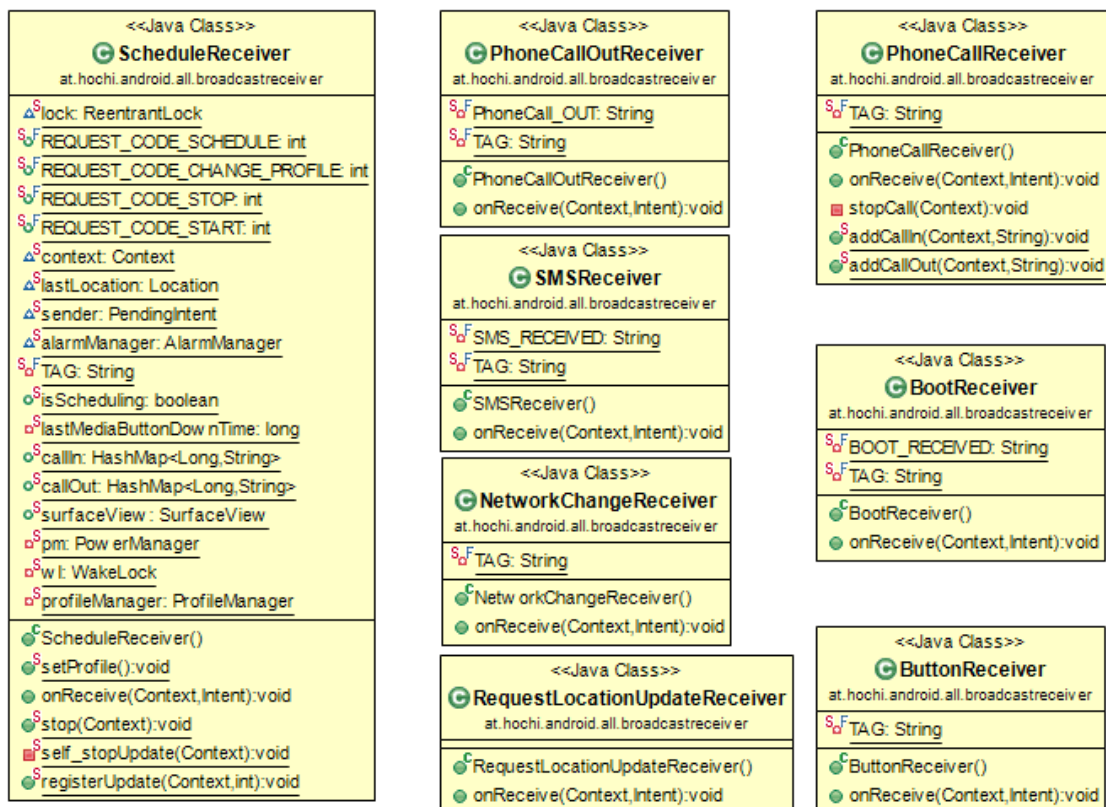 <<Java Class>>
ScheduleReceiver
at.hochi.android.all.broadcastreceiver
lock: ReentrantLock
REQUEST_CODE_SCHEDULE: int
REQUEST_CODE_CHANGE_PROFILE: int
REQUEST_CODE_STOP: int
REQUEST_CODE_START: int
context: Context
lastLocation: Location
sender: PendingIntent
alarmManager: AlarmManager
TAG: String
isScheduling: boolean
lastMediaButtonDownTime: long
callIn: HashMap<Long,String>
callOut: HashMap<Long,String>
surfaceView: SurfaceView
pm: PowerManager
wl: WakeLock
profileManager: ProfileManager
ScheduleReceiver()
setProfile():void
onReceive(Context,Intent):void
stop(Context):void
self_stopUpdate(Context):void
registerUpdate(Context,int):void
<<Java Class>>
PhoneCallOutReceiver
at.hochi.android.all.broadcastreceiver
PhoneCall_OUT: String
TAG: String
PhoneCallOutReceiver()
onReceive(Context,Intent):void
<<Java Class>>
SMSReceiver
at.hochi.android.all.broadcastreceiver
SMS_RECEIVED: String
TAG: String
SMSReceiver()
onReceive(Context,Intent):void
<<Java Class>>
NetworkChangeReceiver
at.hochi.android.all.broadcastreceiver
TAG: String
NetworkChangeReceiver()
onReceive(Context,Intent):void
<<Java Class>>
RequestLocationUpdateReceiver
at.hochi.android.all.broadcastreceiver
RequestLocationUpdateReceiver()
onReceive(Context,Intent):void
<<Java Class>>
PhoneCallReceiver
at.hochi.android.all.broadcastreceiver
TAG: String
PhoneCallReceiver()
onReceive(Context,Intent):void
stopCall(Context):void
addCallIn(Context,String):void
addCallOut(Context,String):void
<<Java Class>>
BootReceiver
at.hochi.android.all.broadcastreceiver
BOOT_RECEIVED: String
TAG: String
BootReceiver()
onReceive(Context,Intent):void
<<Java Class>>
ButtonReceiver
at.hochi.android.all.broadcastreceiver
TAG: String
ButtonReceiver()
onReceive(Context,Intent):void